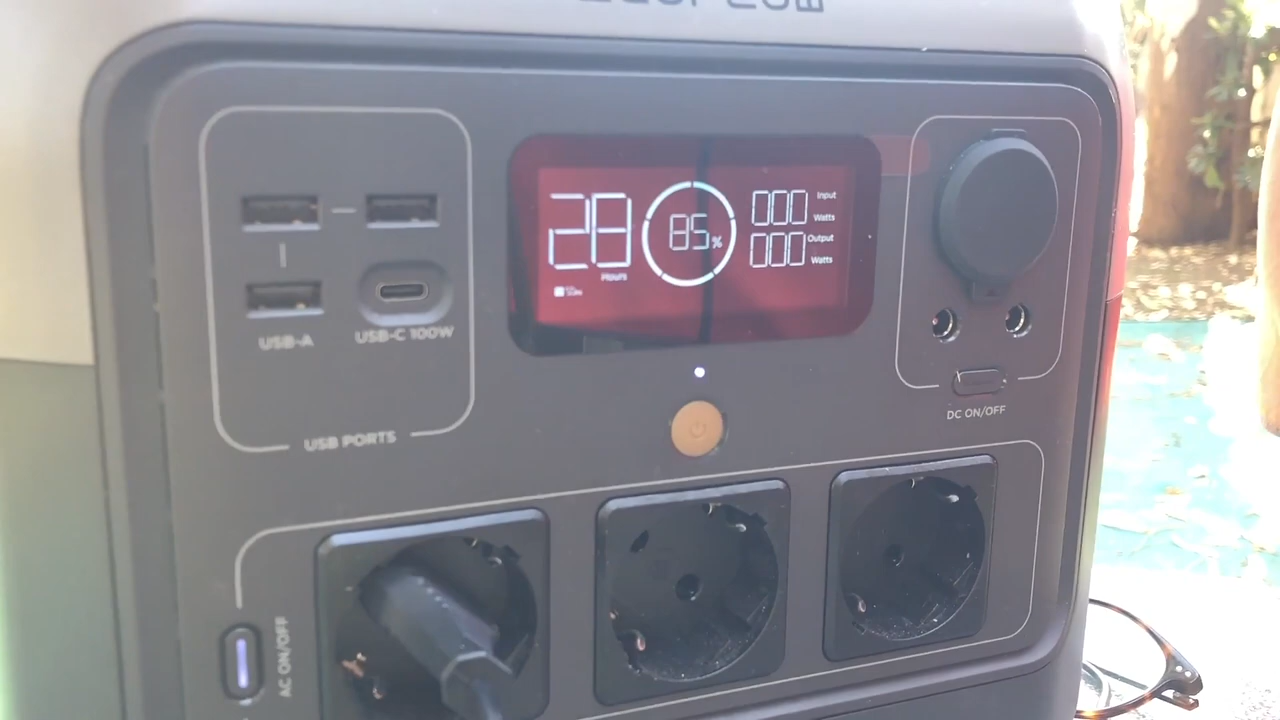 28
Hours
85%
000 Input
Watts
000 Output
Watts
USB-A
USB-C 100W
USB PORTS
DC ON/OFF
AC ON/OFF